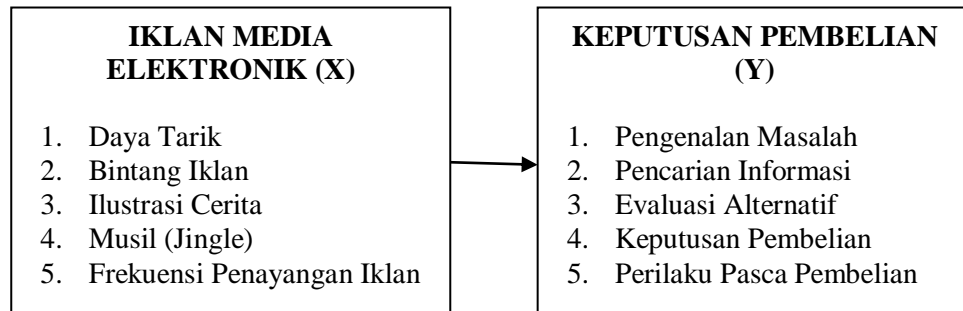 IKLAN MEDIA
ELEKTRONIK (X)
1. Daya Tarik
2. Bintang Iklan
3. Ilustrasi Cerita
4. Musil (Jingle)
5. Frekuensi Penayangan Iklan
KEPUTUSAN PEMBELIAN
(Y)
1. Pengenalan Masalah
2. Pencarian Informasi
3. Evaluasi Alternatif
4. Keputusan Pembelian
5. Perilaku Pasca Pembelian